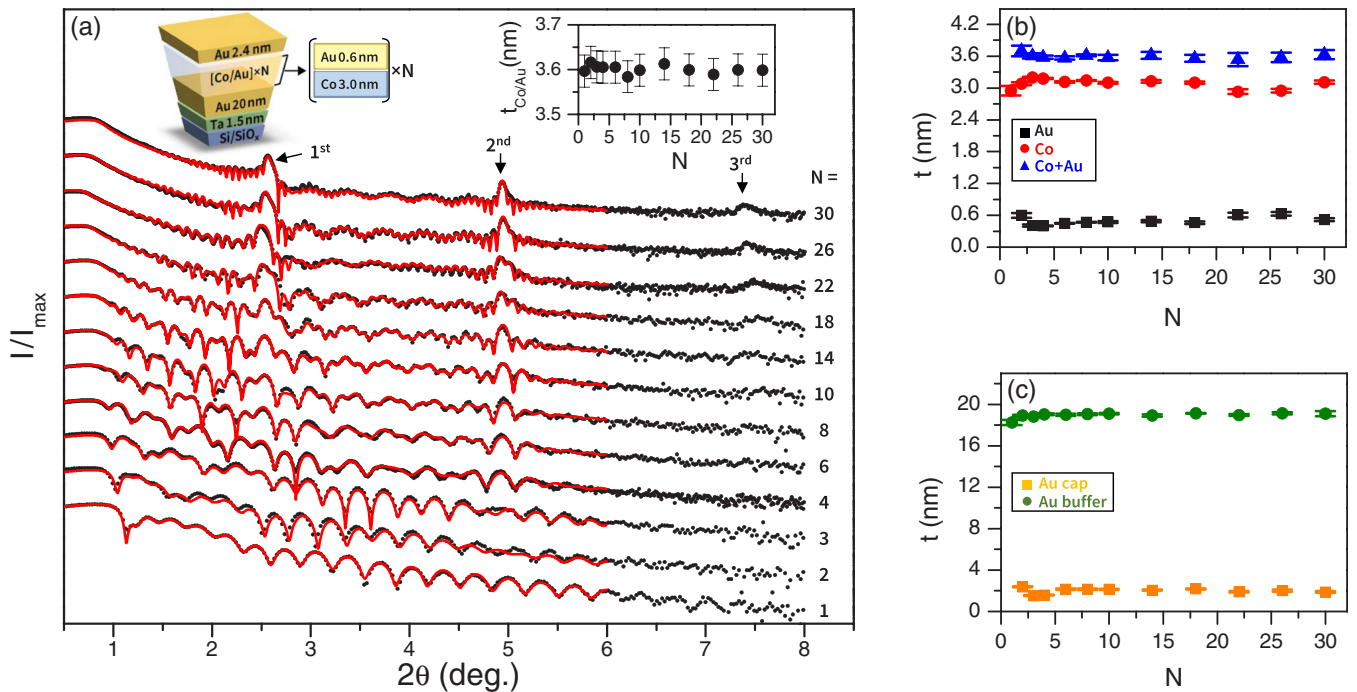 (a)
Au 2.4 nm
[Co/Au]×N
Au 20 nm
Ta 1.5 nm
Si/SiOₓ
Au 0.6 nm
Co 3.0 nm
×N
t_Co/Au (nm)
3.7
3.6
3.5
0 5 10 15 20 25 30
N
1st
2nd
3rd
N =
30
26
22
18
14
10
8
6
4
3
2
1
I/I_max
1 2 3 4 5 6 7 8
2θ (deg.)
(b)
t (nm)
4.2
3.6
3.0
2.4
1.8
1.2
0.6
0.0
Au
Co
Co+Au
0 5 10 15 20 25 30
N
(c)
t (nm)
20
16
12
8
4
0
Au cap
Au buffer
0 5 10 15 20 25 30
N